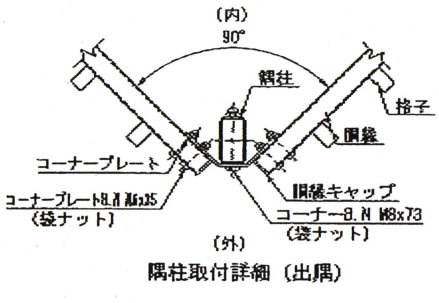 (内)
90°
隅柱
格子
胴縁
コーナープレート
コーナープレートB.N M6x35
(袋ナット)
胴縁キャップ
コーナーB.N M8x73
(袋ナット)
(外)
隅柱取付詳細 (出隅)